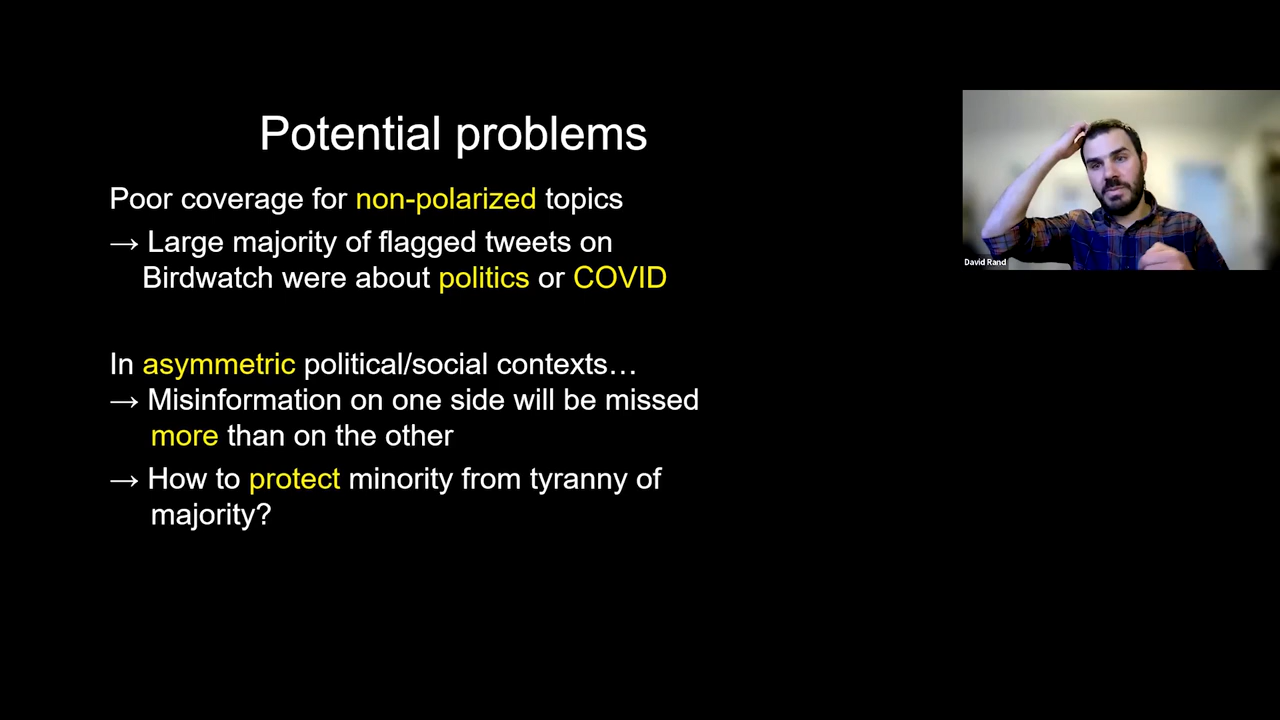 Potential problems
Poor coverage for non-polarized topics
→ Large majority of flagged tweets on
Birdwatch were about politics or COVID
David Rand
In asymmetric political/social contexts…
→ Misinformation on one side will be missed
more than on the other
→ How to protect minority from tyranny of
majority?